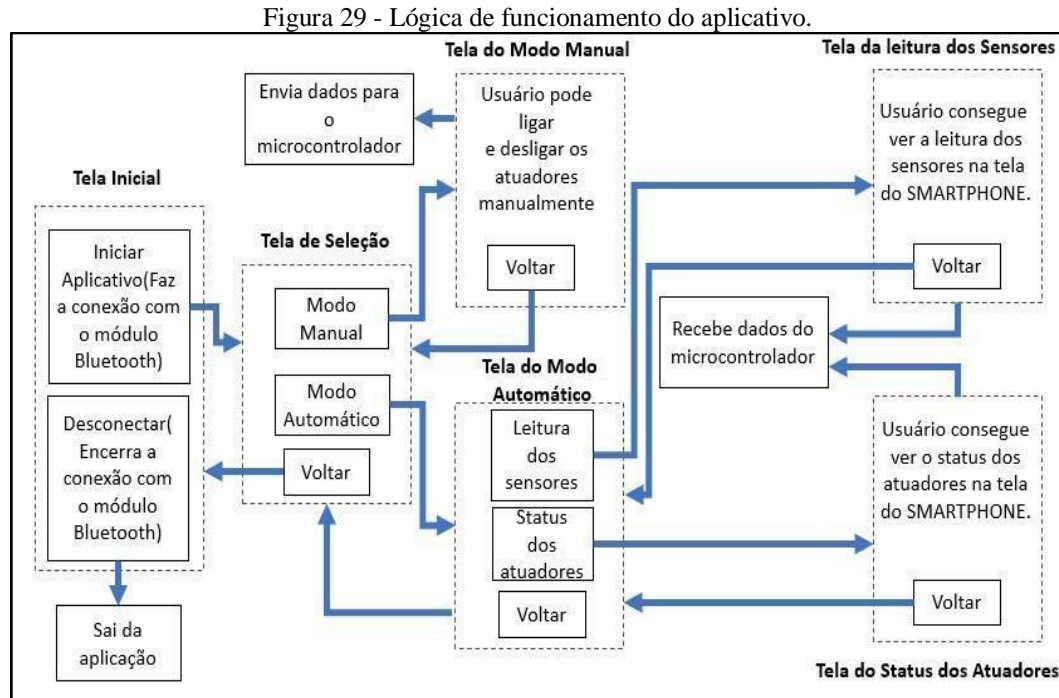 Figura 29 - Lógica de funcionamento do aplicativo.
Tela Inicial
Iniciar
Aplicativo(Faz
a conexão com
o módulo
Bluetooth)
Desconectar(
Encerra a
conexão com
o módulo
Bluetooth)
Sai da
aplicação
Tela de Seleção
Modo
Manual
Modo
Automático
Voltar
Envia dados para
o
microcontrolador
Tela do Modo Manual
Usuário pode
ligar
e desligar os
atuadores
manualmente
Voltar
Tela do Modo
Automático
Leitura
dos
sensores
Status
dos
atuadores
Voltar
Tela da leitura dos Sensores
Usuário consegue
ver a leitura dos
sensores na tela
do SMARTPHONE.
Voltar
Recebe dados do
microcontrolador
Usuário consegue
ver o status dos
atuadores na tela
do SMARTPHONE.
Voltar
Tela do Status dos Atuadores